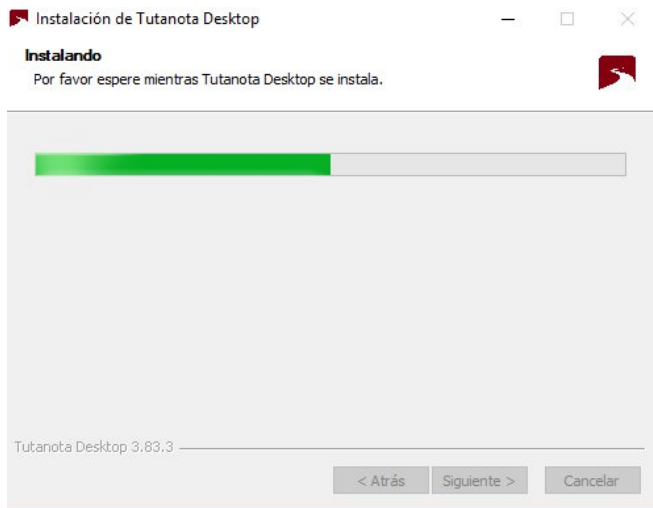 Instalación de Tutanota Desktop
Instalando
Por favor espere mientras Tutanota Desktop se instala.
Tutanota Desktop 3.83.3
< Atrás
Siguiente >
Cancelar